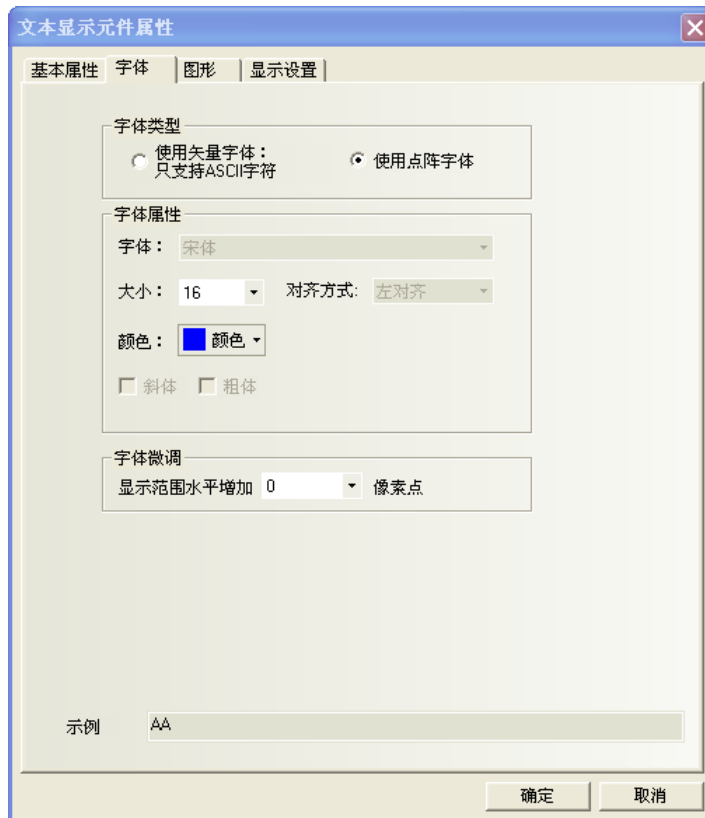 文本显示元件属性
基本属性 字体 图形 显示设置
字体类型
使用矢量字体：
只支持ASCII字符
使用点阵字体
字体属性
字体： 宋体
大小： 16 对齐方式: 左对齐
颜色： 颜色
斜体 粗体
字体微调
显示范围水平增加 0 像素点
示例 AA
确定 取消